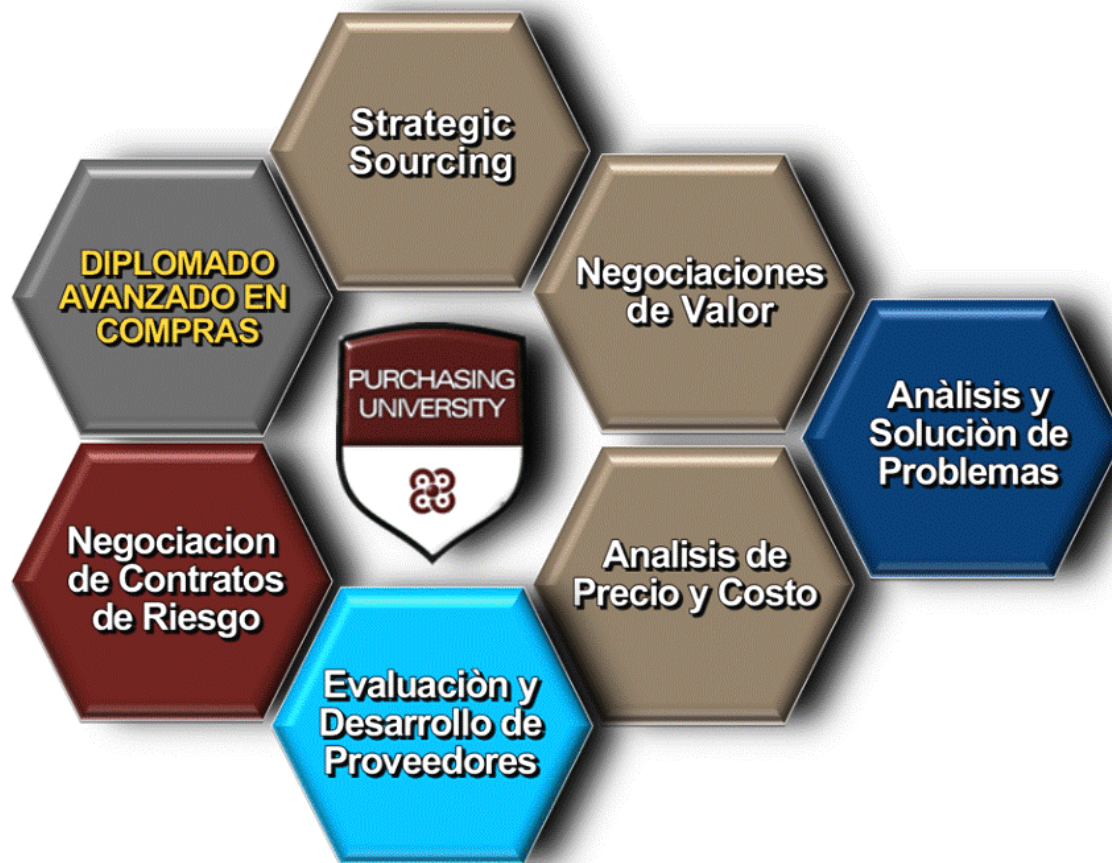 Strategic
Sourcing
DIPLOMADO
AVANZADO EN
COMPRAS
Negociaciones
de Valor
PURCHASING
UNIVERSITY
Anàlisis y
Soluciòn de
Problemas
Negociacion
de Contratos
de Riesgo
Analisis de
Precio y Costo
Evaluaciòn y
Desarrollo de
Proveedores